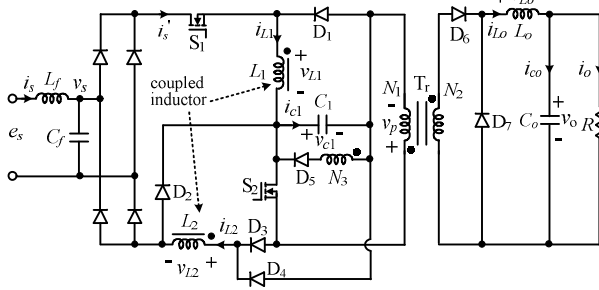 i_s' S_1 i_L1 D_1 D_6 L_o i_Lo
L_1 + v_L1 -
i_s L_f v_s
coupled inductor
i_co i_o
N_1 T_r N_2
i_c1 C_1
e_s C_f
+ v_c1 -
- v_p +
D_7 C_o + v_o - R
D_2 S_2 D_5 N_3
L_2 i_L2 D_3
- v_L2 + D_4